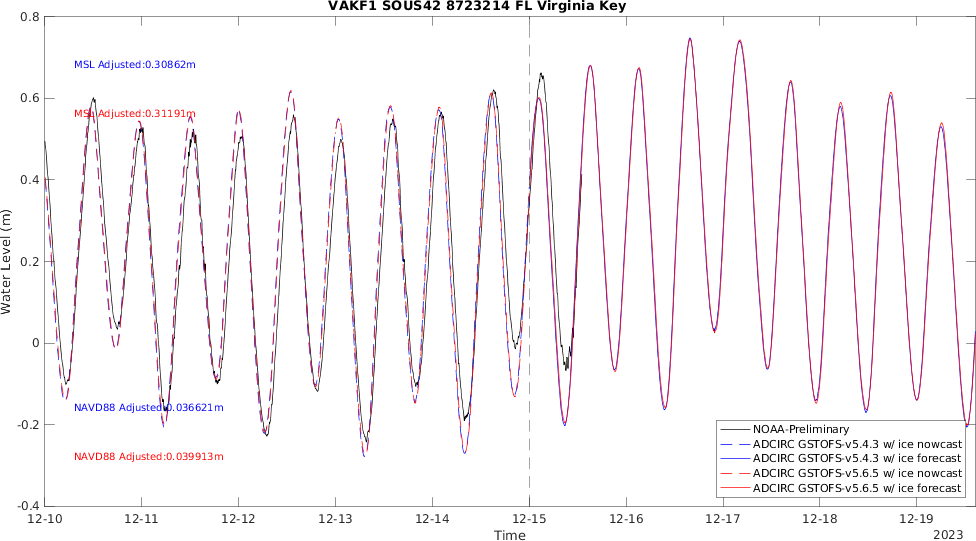 VAKF1 SOUS42 8723214 FL Virginia Key
0.8
MSL Adjusted:0.30862m
0.6
MSL Adjusted:0.31191m
0.4
0.2
0
-0.2
-0.4
Water Level (m)
NAVD88 Adjusted:0.036621m
NAVD88 Adjusted:0.039913m
NOAA-Preliminary
ADCIRC GSTOFS-v5.4.3 w/ ice nowcast
ADCIRC GSTOFS-v5.4.3 w/ ice forecast
ADCIRC GSTOFS-v5.6.5 w/ ice nowcast
ADCIRC GSTOFS-v5.6.5 w/ ice forecast
12-10 12-11 12-12 12-13 12-14 12-15 12-16 12-17 12-18 12-19
Time
2023